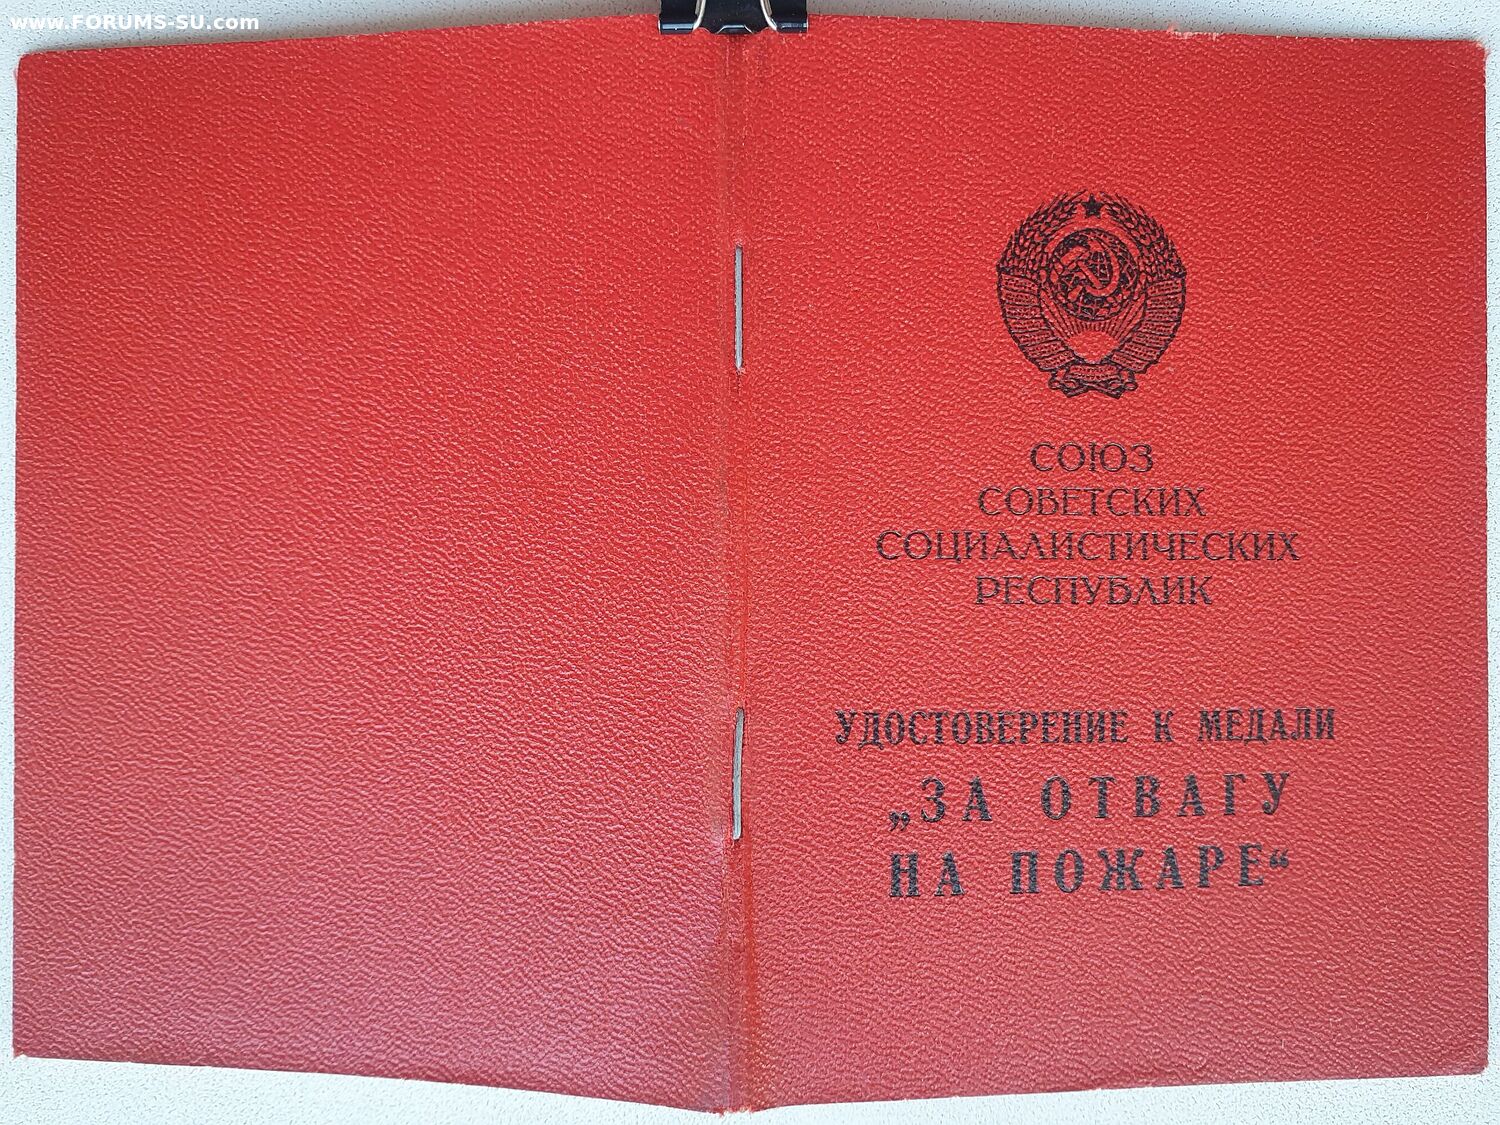 www.FORUMS-SU.com
СОЮЗ
СОВЕТСКИХ
СОЦИАЛИСТИЧЕСКИХ
РЕСПУБЛИК
УДОСТОВЕРЕНИЕ К МЕДАЛИ
„ЗА ОТВАГУ
НА ПОЖАРЕ“